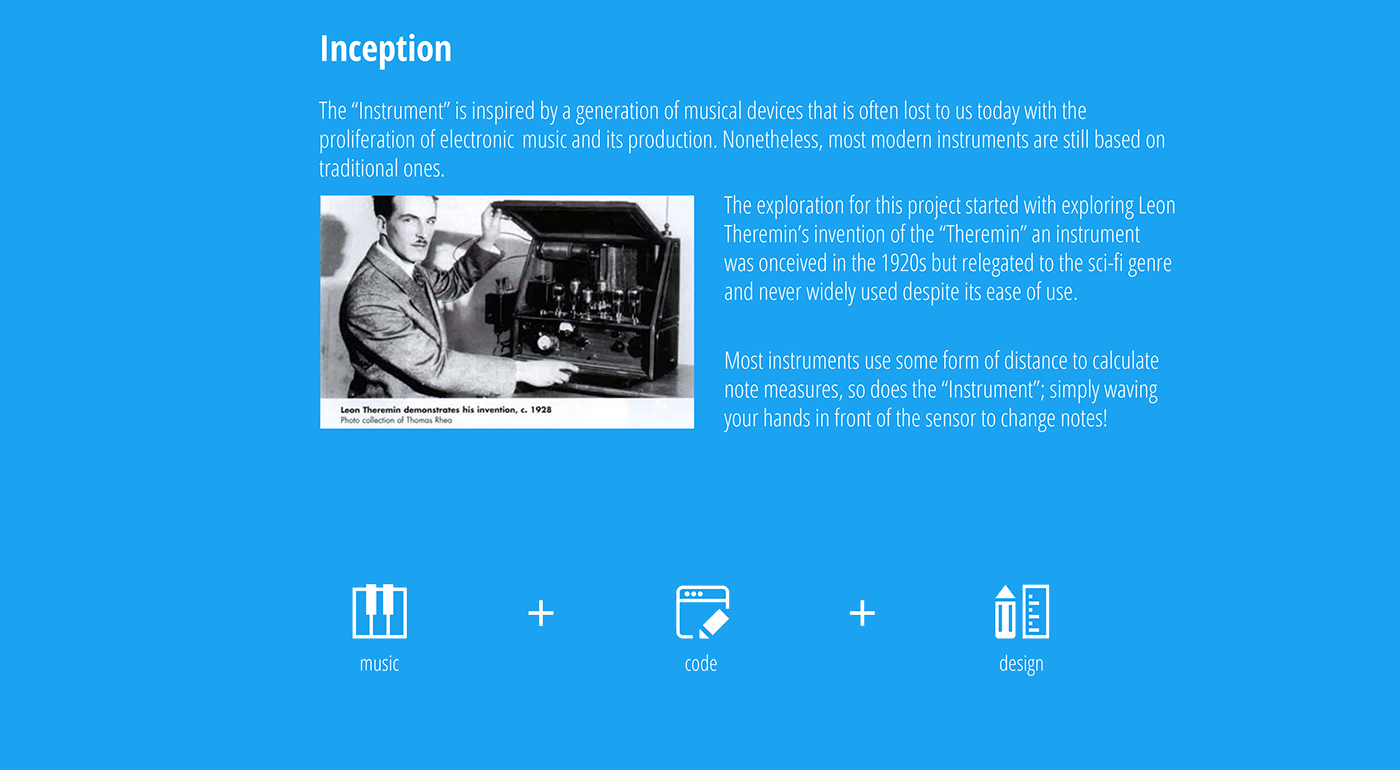 Inception
The “Instrument” is inspired by a generation of musical devices that is often lost to us today with the
proliferation of electronic music and its production. Nonetheless, most modern instruments are still based on
traditional ones.
The exploration for this project started with exploring Leon
Theremin’s invention of the “Theremin” an instrument
was onceived in the 1920s but relegated to the sci-fi genre
and never widely used despite its ease of use.
Most instruments use some form of distance to calculate
note measures, so does the “Instrument”; simply waving
your hands in front of the sensor to change notes!
Leon Theremin demonstrates his invention, c. 1928
Photo collection of Thomas Rhea
music + code + design